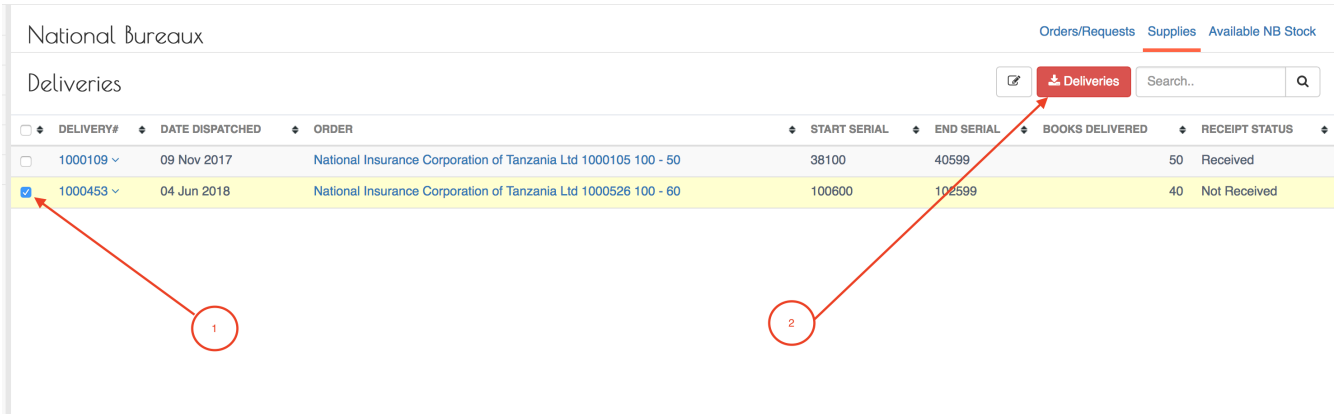 National Bureaux
Orders/Requests Supplies Available NB Stock
Deliveries
Deliveries Search..
DELIVERY# DATE DISPATCHED ORDER START SERIAL END SERIAL BOOKS DELIVERED RECEIPT STATUS
1000109 09 Nov 2017 National Insurance Corporation of Tanzania Ltd 1000105 100 - 50 38100 40599 50 Received
1000453 04 Jun 2018 National Insurance Corporation of Tanzania Ltd 1000526 100 - 60 100600 102599 40 Not Received
1
2